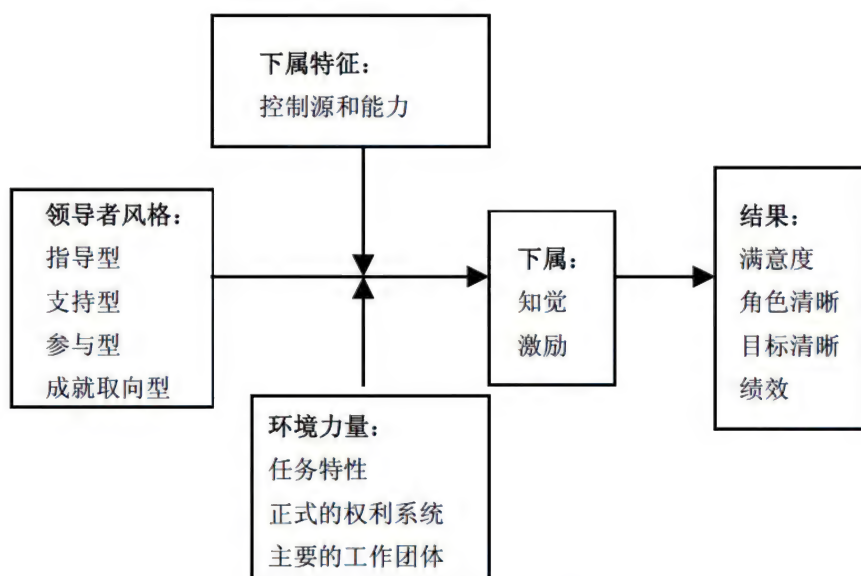 下属特征：
控制源和能力
领导者风格：
指导型
支持型
参与型
成就取向型
下属：
知觉
激励
结果：
满意度
角色清晰
目标清晰
绩效
环境力量：
任务特性
正式的权利系统
主要的工作团体